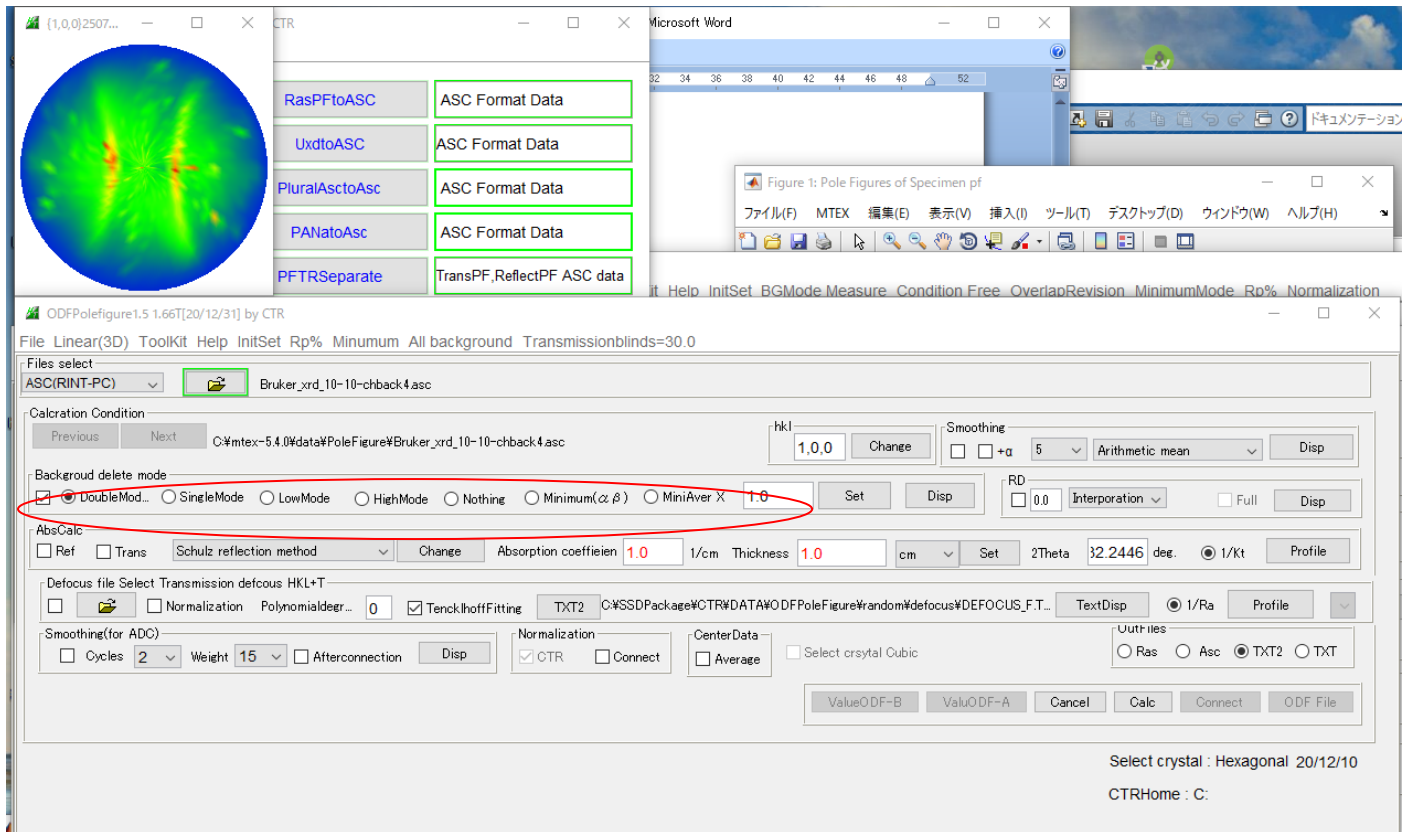 {1,0,0}2507...
CTR
Microsoft Word
32 34 36 38 40 42 44 46 48 52
RasPFtoASC ASC Format Data
UxdtoASC ASC Format Data
PluralAsctoAsc ASC Format Data
PANatoAsc ASC Format Data
PFTRSeparate TransPF,ReflectPF ASC data
ドキュメンテーション
Figure 1: Pole Figures of Specimen pf
ファイル(F) MTEX 編集(E) 表示(V) 挿入(I) ツール(T) デスクトップ(D) ウィンドウ(W) ヘルプ(H)
Help InitSet BGMode Measure Condition Free OverlapRevision MinimumMode Rp% Normalization
ODFPolefigure1.5 1.66T[20/12/31] by CTR
File Linear(3D) ToolKit Help InitSet Rp% Minumum All background Transmissionblinds=30.0
Files select
ASC(RINT-PC) Bruker_xrd_10-10-chback4.asc
Calcration Condition
Previous Next C:¥mtex-5.4.0¥data¥PoleFigure¥Bruker_xrd_10-10-chback4.asc
hkl
1,0,0 Change
Smoothing
+α 5 Arithmetic mean Disp
Backgroud delete mode
DoubleMod... SingleMode LowMode HighMode Nothing Minimum(αβ) MiniAver X 1.0 Set Disp
RD
0.0 Interporation Full Disp
AbsCalc
Ref Trans Schulz reflection method Change Absorption coeffieien 1.0 1/cm Thickness 1.0 cm Set 2Theta 32.2446 deg. 1/Kt Profile
Defocus file Select Transmission defcous HKL+T
Normalization Polynomialdegr... 0 TenckIhoffFitting TXT2 C:¥SSDPackage¥CTR¥DATA¥ODFPoleFigure¥random¥defocus¥DEFOCUS_F.T... TextDisp 1/Ra Profile
Smoothing(for ADC)
Cycles 2 Weight 15 Afterconnection Disp
Normalization
CTR Connect
CenterData
Average
Select crsytal Cubic
OutFiles
Ras Asc TXT2 TXT
ValueODF-B ValuODF-A Cancel Calc Connect ODF File
Select crystal : Hexagonal 20/12/10
CTRHome : C: